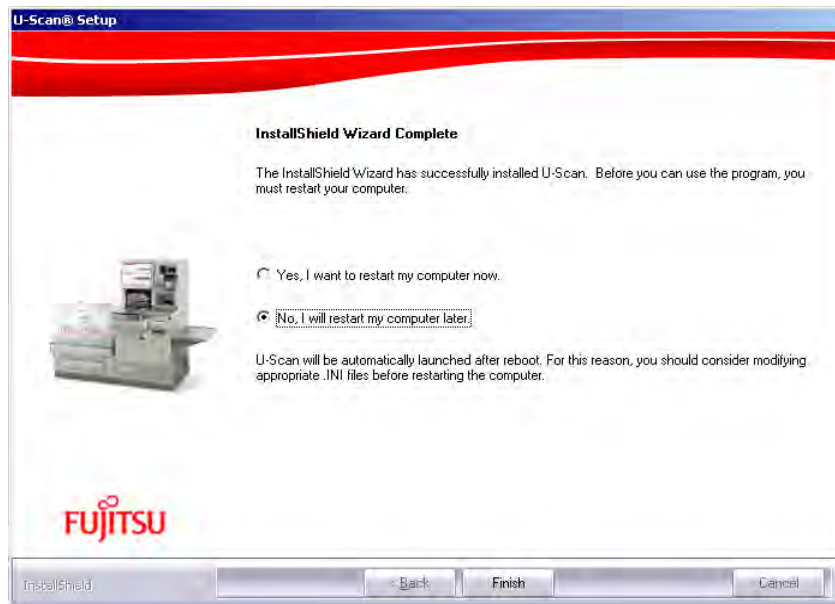 U-Scan® Setup
InstallShield Wizard Complete
The InstallShield Wizard has successfully installed U-Scan. Before you can use the program, you
must restart your computer.
Yes, I want to restart my computer now.
No, I will restart my computer later.
U-Scan will be automatically launched after reboot. For this reason, you should consider modifying
appropriate .INI files before restarting the computer.
FUJITSU
InstallShield
< Back
Finish
Cancel